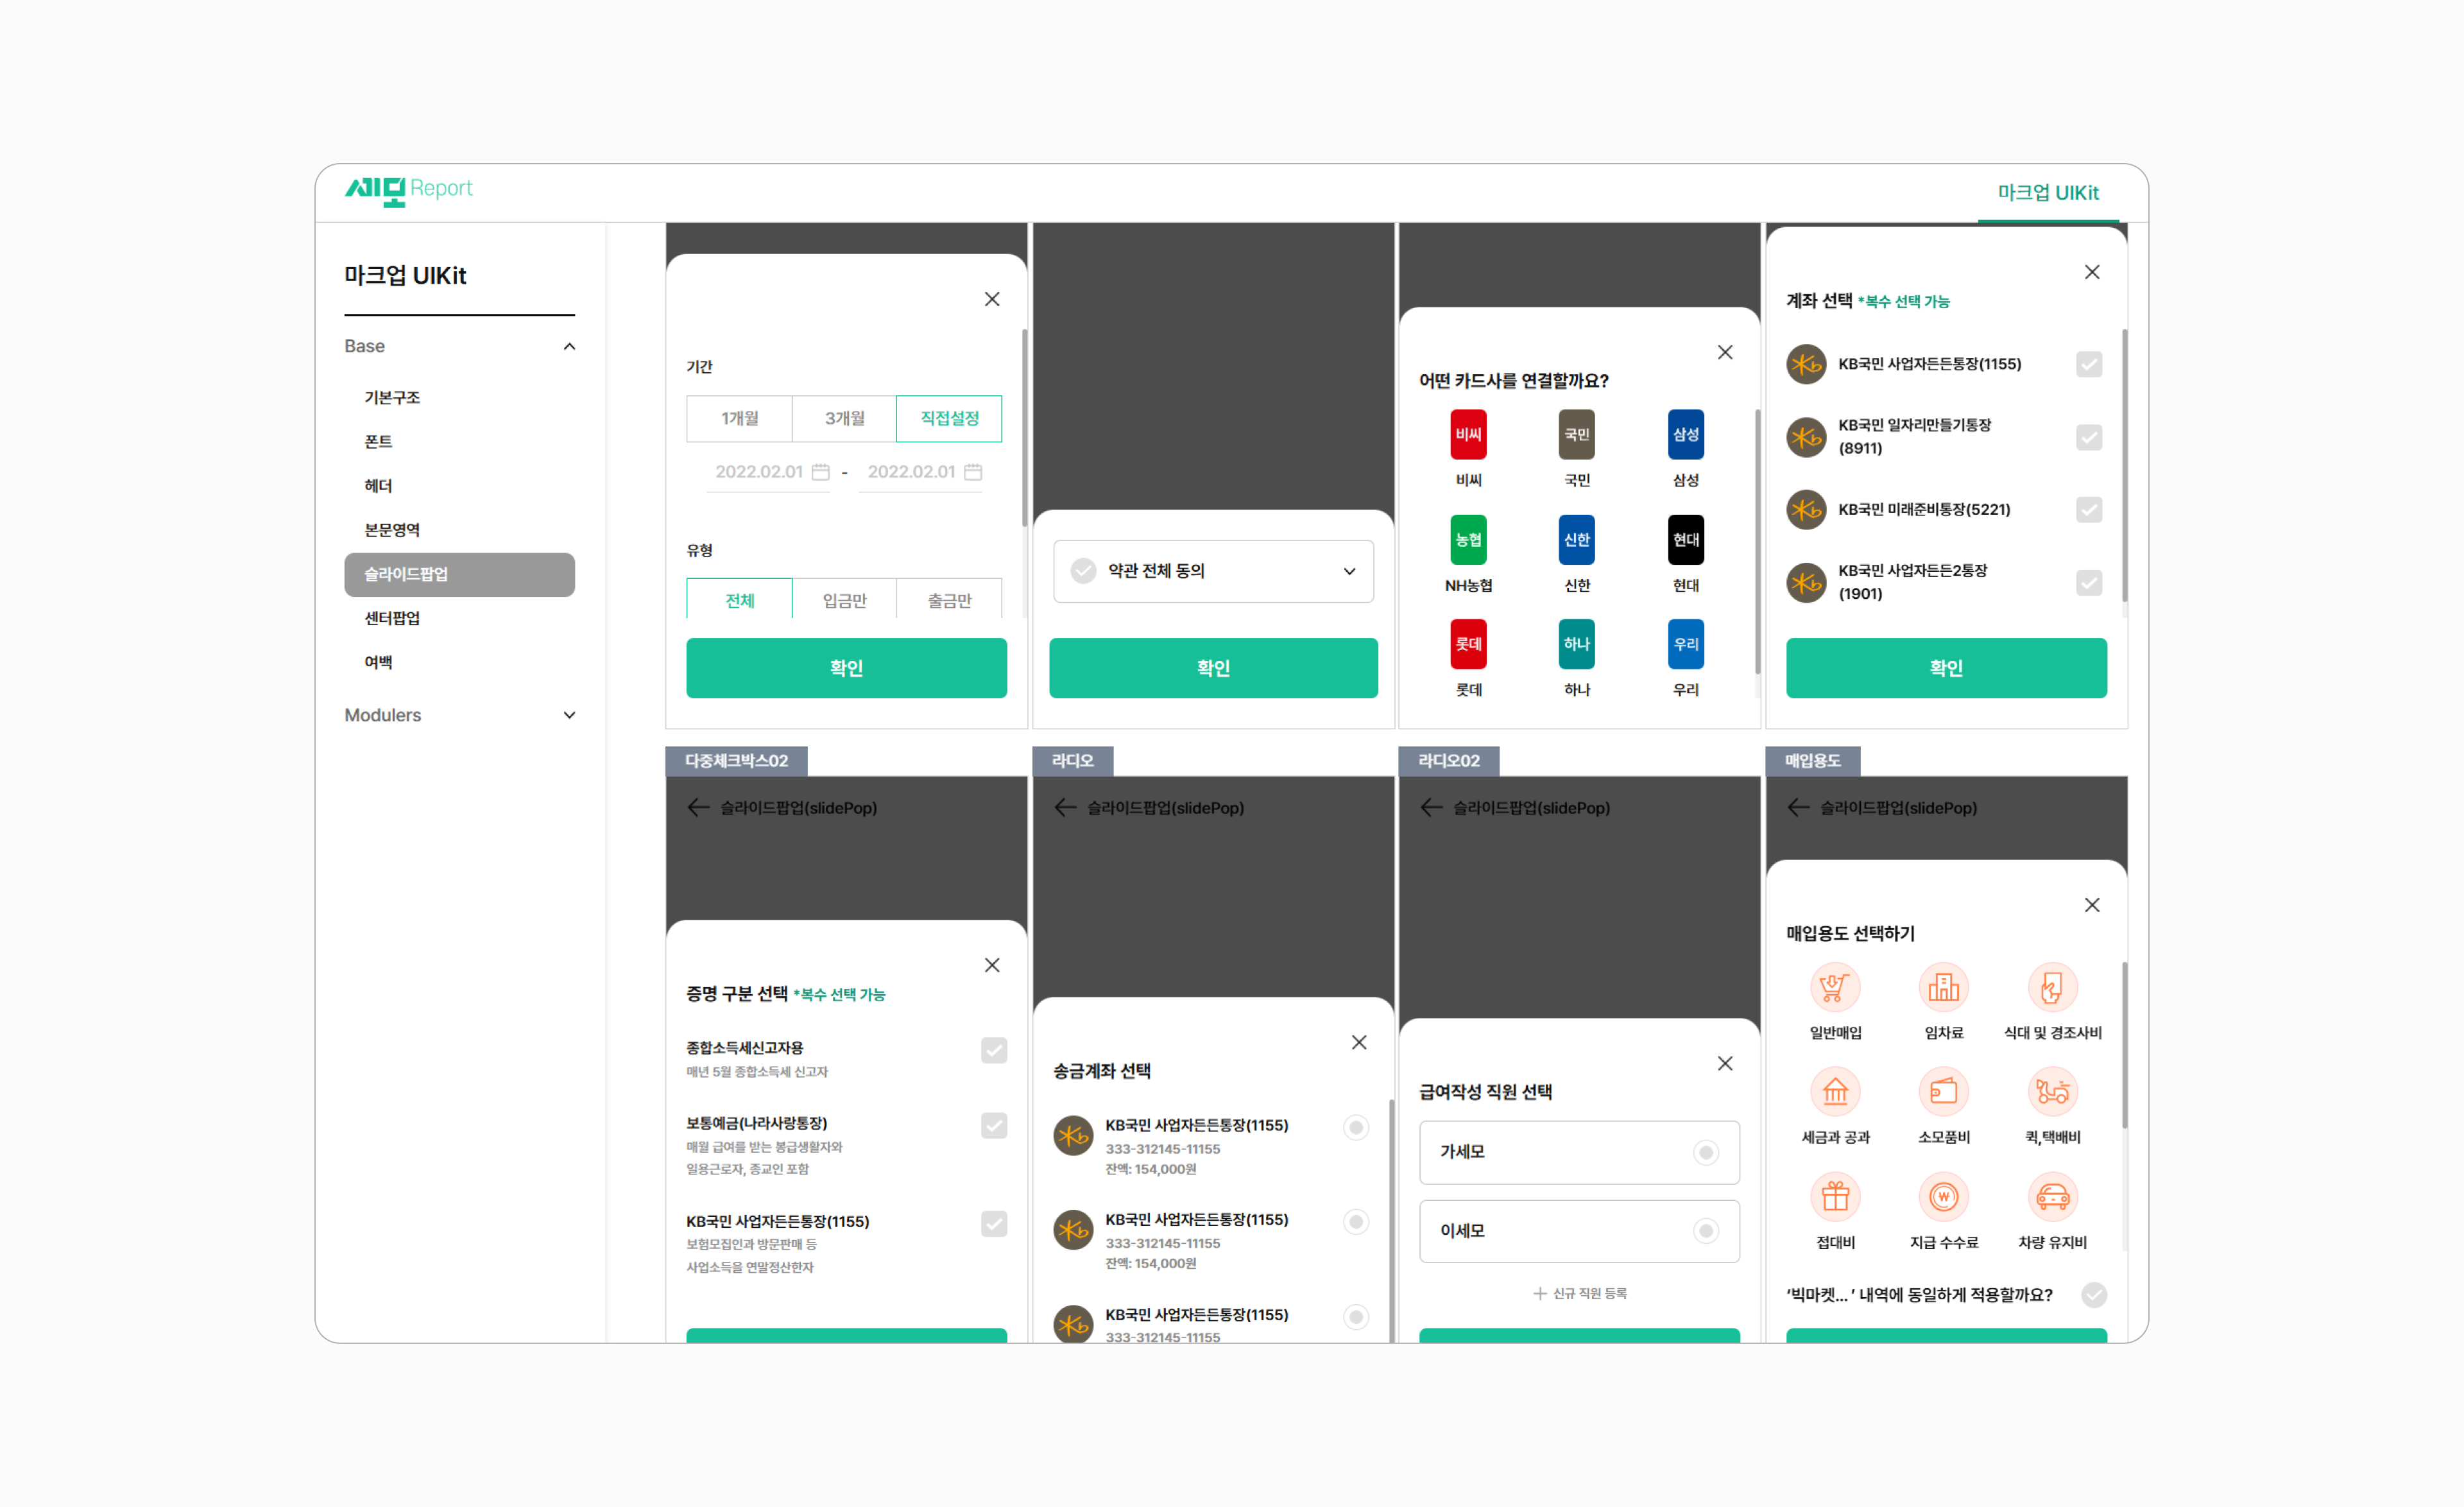 세모 Report
마크업 UIKit
마크업 UIKit
Base
기본구조
폰트
헤더
본문영역
슬라이드팝업
센터팝업
여백
Modulers
기간
1개월
3개월
직접설정
2022.02.01 - 2022.02.01
유형
전체
입금만
출금만
확인
약관 전체 동의
확인
어떤 카드사를 연결할까요?
비씨
국민
삼성
비씨
국민
삼성
농협
신한
현대
NH농협
신한
현대
롯데
하나
우리
롯데
하나
우리
계좌 선택 *복수 선택 가능
KB국민 사업자든든통장(1155)
KB국민 일자리만들기통장
(8911)
KB국민 미래준비통장(5221)
KB국민 사업자든든2통장
(1901)
확인
다중체크박스02
슬라이드팝업(slidePop)
증명 구분 선택 *복수 선택 가능
종합소득세신고자용
매년 5월 종합소득세 신고자
보통예금(나라사랑통장)
매월 급여를 받는 봉급생활자와
일용근로자, 종교인 포함
KB국민 사업자든든통장(1155)
보험모집인과 방문판매 등
사업소득을 연말정산한자
라디오
슬라이드팝업(slidePop)
송금계좌 선택
KB국민 사업자든든통장(1155)
333-312145-11155
잔액: 154,000원
KB국민 사업자든든통장(1155)
333-312145-11155
잔액: 154,000원
KB국민 사업자든든통장(1155)
333-312145-11155
라디오02
슬라이드팝업(slidePop)
급여작성 직원 선택
가세모
이세모
신규 직원 등록
매입용도
슬라이드팝업(slidePop)
매입용도 선택하기
일반매입
임차료
식대 및 경조사비
세금과 공과
소모품비
퀵,택배비
접대비
지급 수수료
차량 유지비
‘빅마켓...’ 내역에 동일하게 적용할까요?